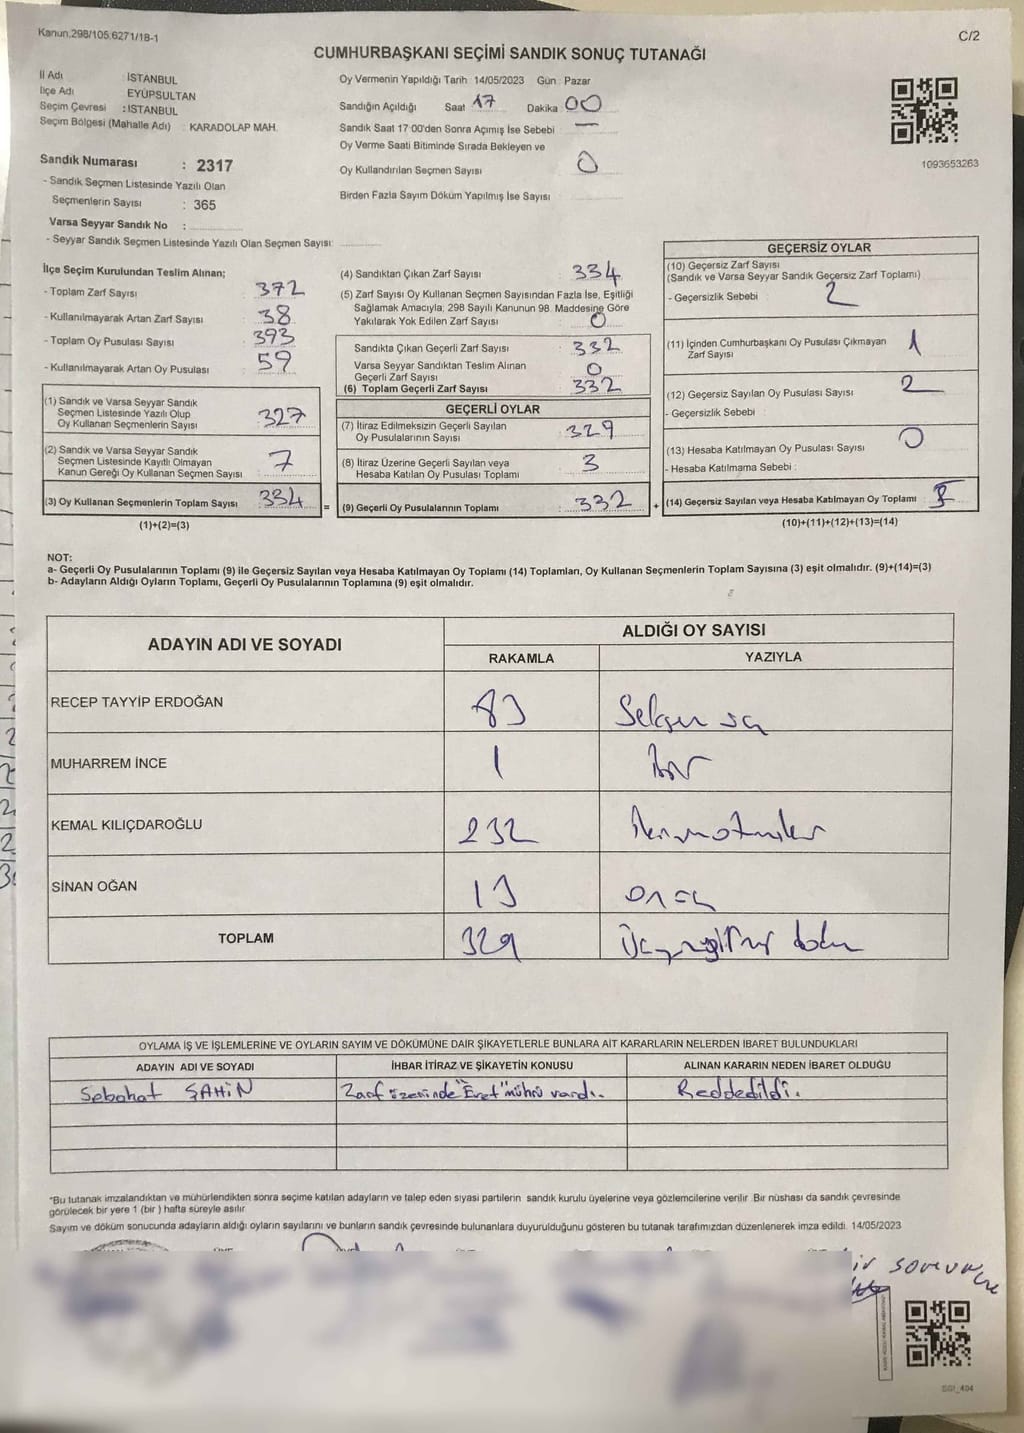 Kanun.298/105.6271/18-1
C/2
CUMHURBAŞKANI SEÇİMİ SANDIK SONUÇ TUTANAĞI
İl Adı : İSTANBUL
İlçe Adı : EYÜPSULTAN
Seçim Çevresi : İSTANBUL
Seçim Bölgesi (Mahalle Adı) : KARADOLAP MAH.
Sandık Numarası : 2317
- Sandık Seçmen Listesinde Yazılı Olan
Seçmenlerin Sayısı : 365
Varsa Seyyar Sandık No :
- Seyyar Sandık Seçmen Listesinde Yazılı Olan Seçmen Sayısı:
Oy Vermenin Yapıldığı Tarih : 14/05/2023 Gün : Pazar
Sandığın Açıldığı Saat 17 Dakika 00
Sandık Saat 17:00'den Sonra Açılmış İse Sebebi : —
Oy Verme Saati Bitiminde Sırada Bekleyen ve
Oy Kullandırılan Seçmen Sayısı : 0
Birden Fazla Sayım Döküm Yapılmış İse Sayısı :
1093653263
İlçe Seçim Kurulundan Teslim Alınan;
- Toplam Zarf Sayısı : 372
- Kullanılmayarak Artan Zarf Sayısı : 38
- Toplam Oy Pusulası Sayısı : 393
- Kullanılmayarak Artan Oy Pusulası : 59
(1) Sandık ve Varsa Seyyar Sandık
Seçmen Listesinde Yazılı Olup
Oy Kullanan Seçmenlerin Sayısı : 327
(2) Sandık ve Varsa Seyyar Sandık
Seçmen Listesinde Kayıtlı Olmayan
Kanun Gereği Oy Kullanan Seçmen Sayısı : 7
(3) Oy Kullanan Seçmenlerin Toplam Sayısı : 334
(1)+(2)=(3)
(4) Sandıktan Çıkan Zarf Sayısı : 334
(5) Zarf Sayısı Oy Kullanan Seçmen Sayısından Fazla İse, Eşitliği
Sağlamak Amacıyla; 298 Sayılı Kanunun 98. Maddesine Göre
Yakılarak Yok Edilen Zarf Sayısı : 0
Sandıkta Çıkan Geçerli Zarf Sayısı : 332
Varsa Seyyar Sandıktan Teslim Alınan
Geçerli Zarf Sayısı : 0
(6) Toplam Geçerli Zarf Sayısı : 332
GEÇERLİ OYLAR
(7) İtiraz Edilmeksizin Geçerli Sayılan
Oy Pusulalarının Sayısı : 329
(8) İtiraz Üzerine Geçerli Sayılan veya
Hesaba Katılan Oy Pusulası Toplamı : 3
= (9) Geçerli Oy Pusulalarının Toplamı : 332
GEÇERSİZ OYLAR
(10) Geçersiz Zarf Sayısı
(Sandık ve Varsa Seyyar Sandık Geçersiz Zarf Toplamı)
- Geçersizlik Sebebi : 2
(11) İçinden Cumhurbaşkanı Oy Pusulası Çıkmayan
Zarf Sayısı : 1
(12) Geçersiz Sayılan Oy Pusulası Sayısı : 2
- Geçersizlik Sebebi :
(13) Hesaba Katılmayan Oy Pusulası Sayısı : 0
- Hesaba Katılmama Sebebi :
+ (14) Geçersiz Sayılan veya Hesaba Katılmayan Oy Toplamı :
(10)+(11)+(12)+(13)=(14)
NOT:
a- Geçerli Oy Pusulalarının Toplamı (9) ile Geçersiz Sayılan veya Hesaba Katılmayan Oy Toplamı (14) Toplamları, Oy Kullanan Seçmenlerin Toplam Sayısına (3) eşit olmalıdır. (9)+(14)=(3)
b- Adayların Aldığı Oyların Toplamı, Geçerli Oy Pusulalarının Toplamına (9) eşit olmalıdır.
ADAYIN ADI VE SOYADI
ALDIĞI OY SAYISI
RAKAMLA YAZIYLA
RECEP TAYYİP ERDOĞAN 83
MUHARREM İNCE 1 bir
KEMAL KILIÇDAROĞLU 232
SİNAN OĞAN 13
TOPLAM 329
OYLAMA İŞ VE İŞLEMLERİNE VE OYLARIN SAYIM VE DÖKÜMÜNE DAİR ŞİKAYETLERLE BUNLARA AİT KARARLARIN NELERDEN İBARET BULUNDUKLARI
ADAYIN ADI VE SOYADI İHBAR İTİRAZ VE ŞİKAYETİN KONUSU ALINAN KARARIN NEDEN İBARET OLDUĞU
Sebahat ŞAHİN Zarf üzerinde "Evet" mührü vardı. Reddedildi.
"Bu tutanak imzalandıktan ve mühürlendikten sonra seçime katılan adayların ve talep eden siyasi partilerin sandık kurulu üyelerine veya gözlemcilerine verilir. Bir nüshası da sandık çevresinde
görülecek bir yere 1 (bir ) hafta süreyle asılır.
Sayım ve döküm sonucunda adayların aldığı oyların sayılarını ve bunların sandık çevresinde bulunanlara duyurulduğunu gösteren bu tutanak tarafımızdan düzenlenerek imza edildi. 14/05/2023